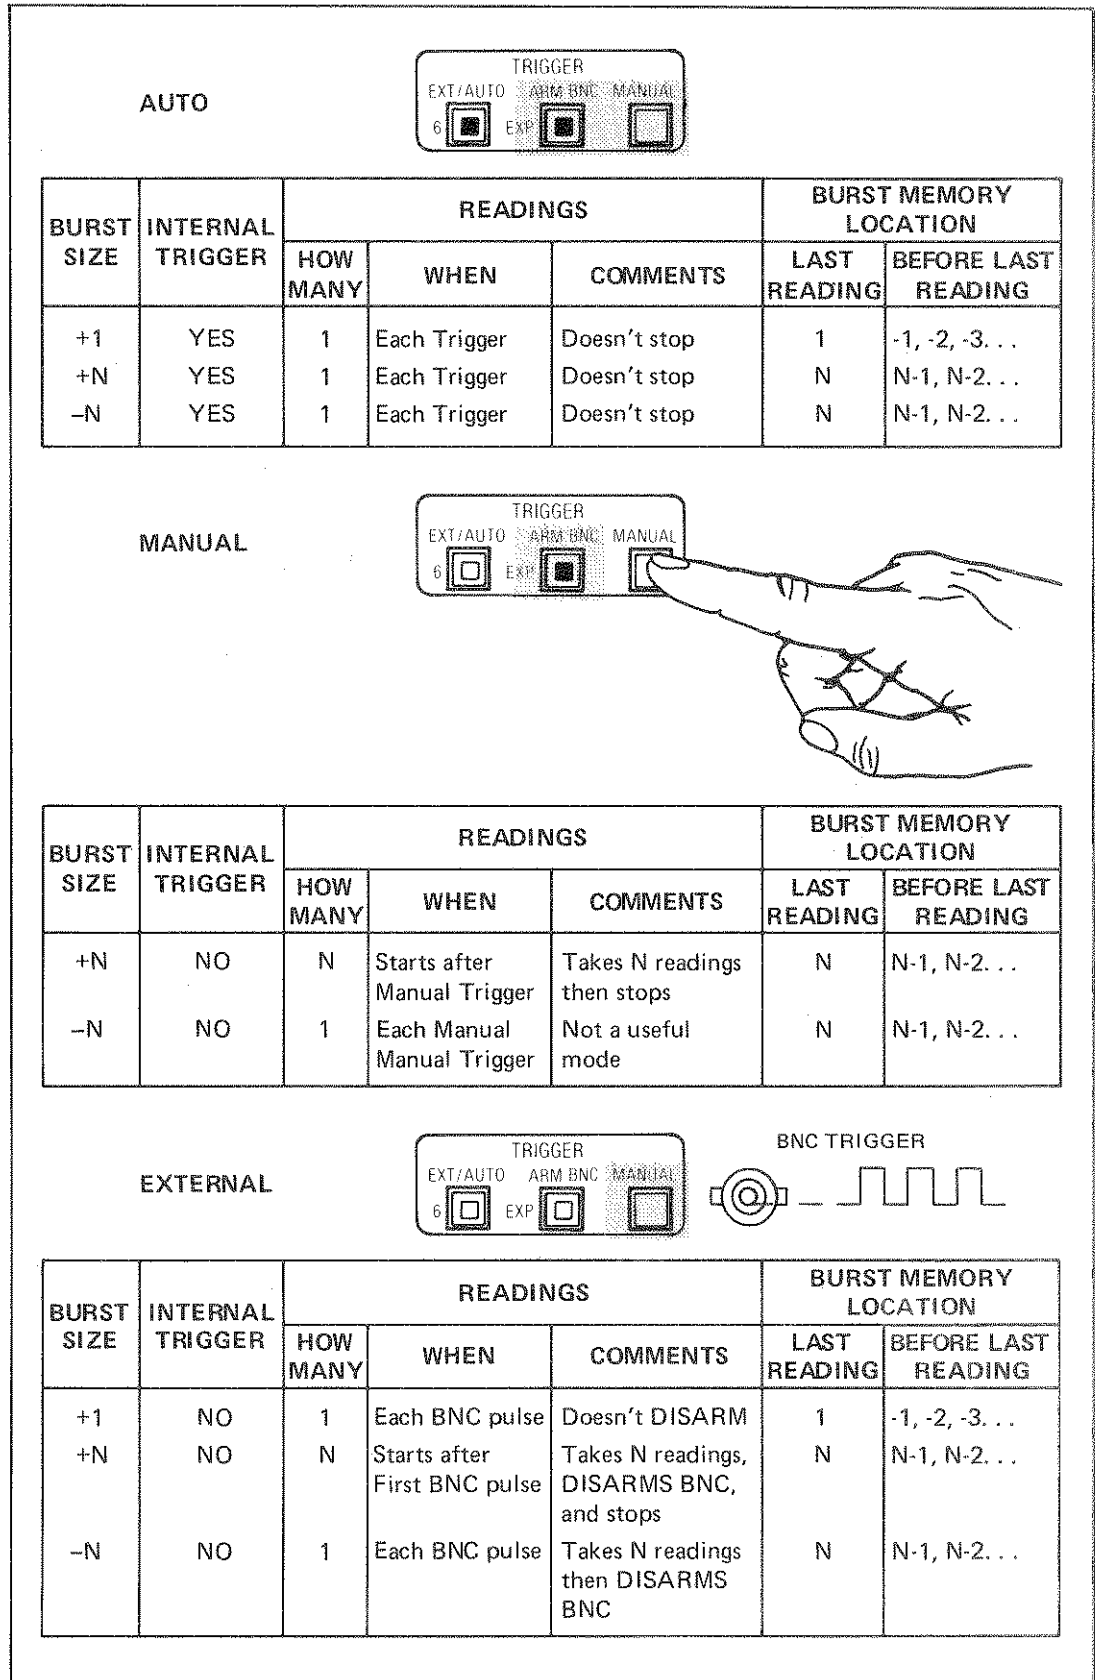 AUTO
TRIGGER
EXT/AUTO ARM BNC MANUAL
6 EXP
BURST SIZE INTERNAL TRIGGER READINGS BURST MEMORY LOCATION
HOW MANY WHEN COMMENTS LAST READING BEFORE LAST READING
+1 YES 1 Each Trigger Doesn't stop 1 -1, -2, -3. . .
+N YES 1 Each Trigger Doesn't stop N N-1, N-2. . .
–N YES 1 Each Trigger Doesn't stop N N-1, N-2. . .
MANUAL
TRIGGER
EXT/AUTO ARM BNC MANUAL
6 EXP
BURST SIZE INTERNAL TRIGGER READINGS BURST MEMORY LOCATION
HOW MANY WHEN COMMENTS LAST READING BEFORE LAST READING
+N NO N Starts after Takes N readings N N-1, N-2. . .
Manual Trigger then stops
–N NO 1 Each Manual Not a useful N N-1, N-2. . .
Manual Trigger mode
EXTERNAL
TRIGGER
EXT/AUTO ARM BNC MANUAL
6 EXP
BNC TRIGGER
BURST SIZE INTERNAL TRIGGER READINGS BURST MEMORY LOCATION
HOW MANY WHEN COMMENTS LAST READING BEFORE LAST READING
+1 NO 1 Each BNC pulse Doesn't DISARM 1 -1, -2, -3. . .
+N NO N Starts after Takes N readings, N N-1, N-2. . .
First BNC pulse DISARMS BNC,
and stops
–N NO 1 Each BNC pulse Takes N readings N N-1, N-2. . .
then DISARMS
BNC